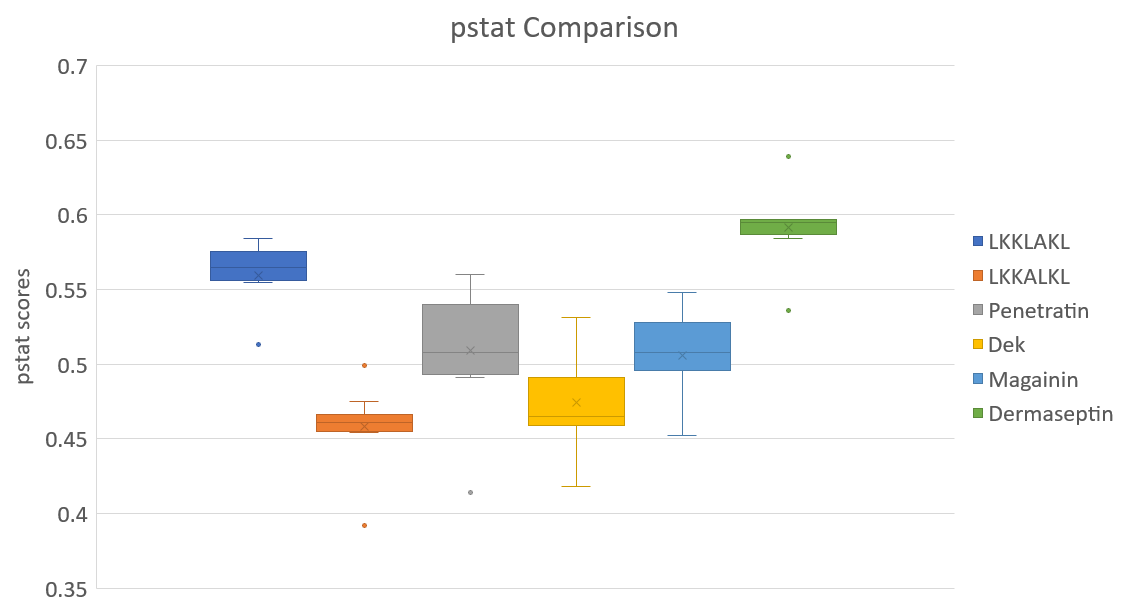 pstat Comparison
0.7
0.65
0.6
0.55
0.5
0.45
0.4
0.35
pstat scores
LKKLAKL
LKKALKL
Penetratin
Dek
Magainin
Dermaseptin